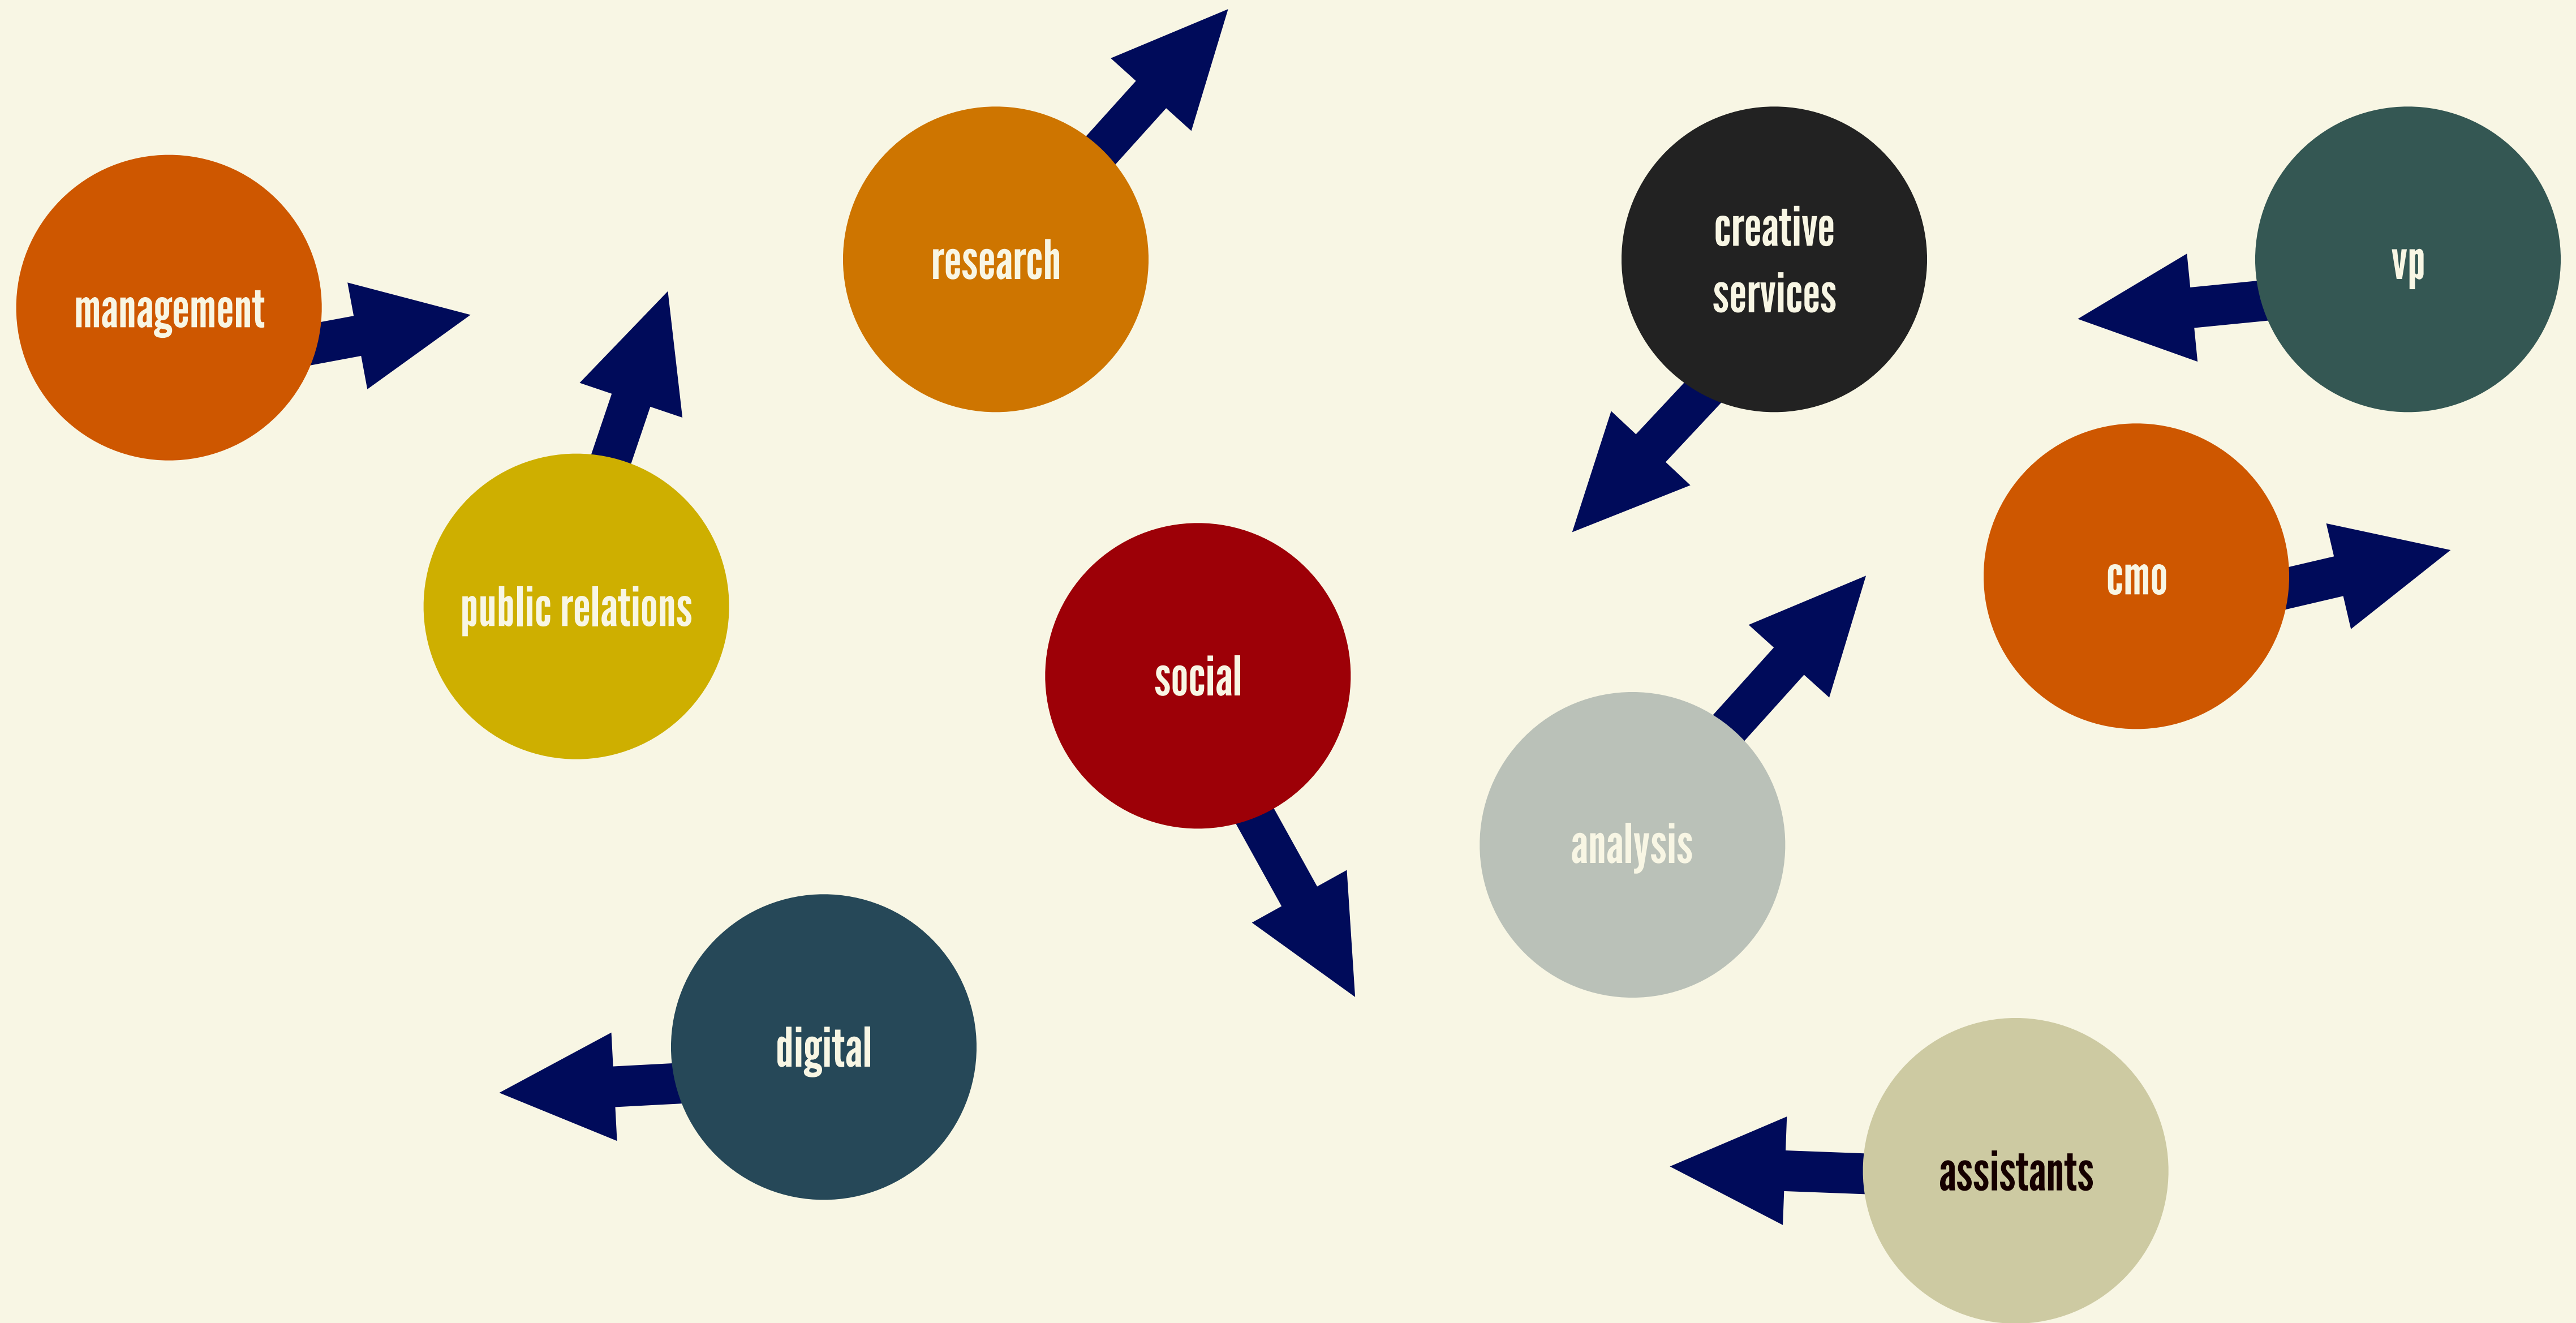 management
research
creative
services
vp
public relations
cmo
social
analysis
digital
assistants